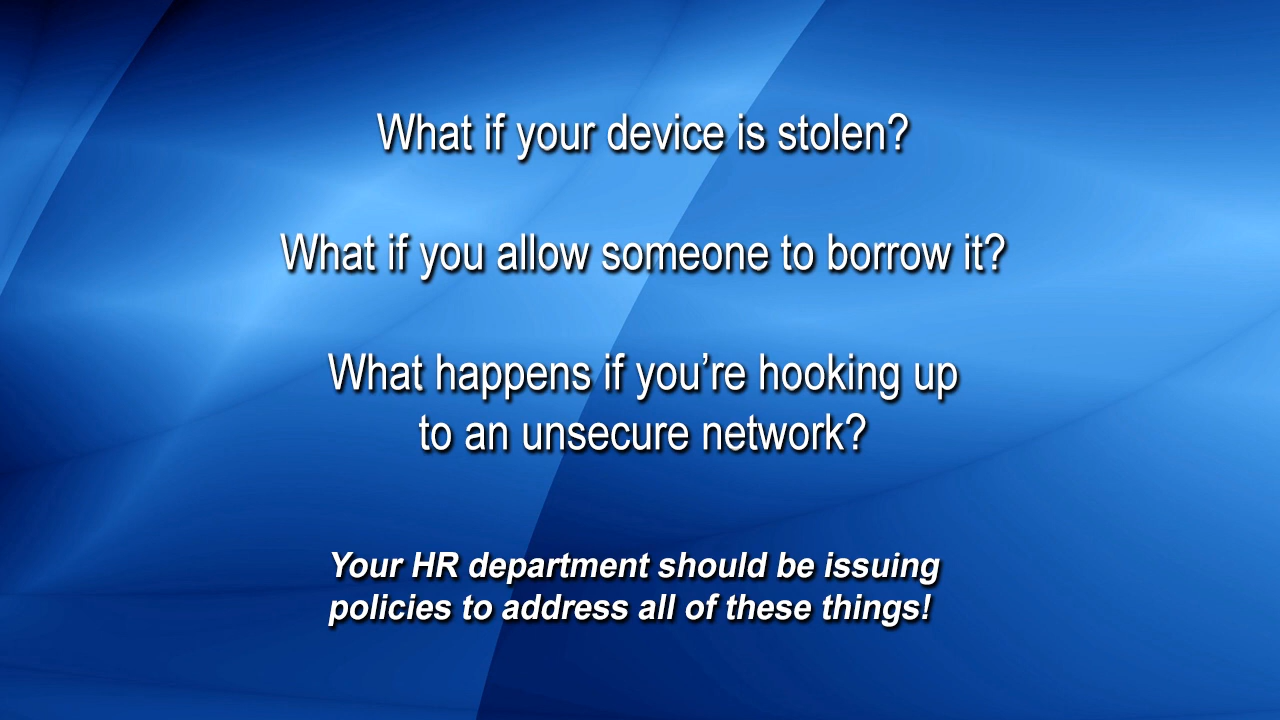 What if your device is stolen?
What if you allow someone to borrow it?
What happens if you’re hooking up
to an unsecure network?
Your HR department should be issuing
policies to address all of these things!